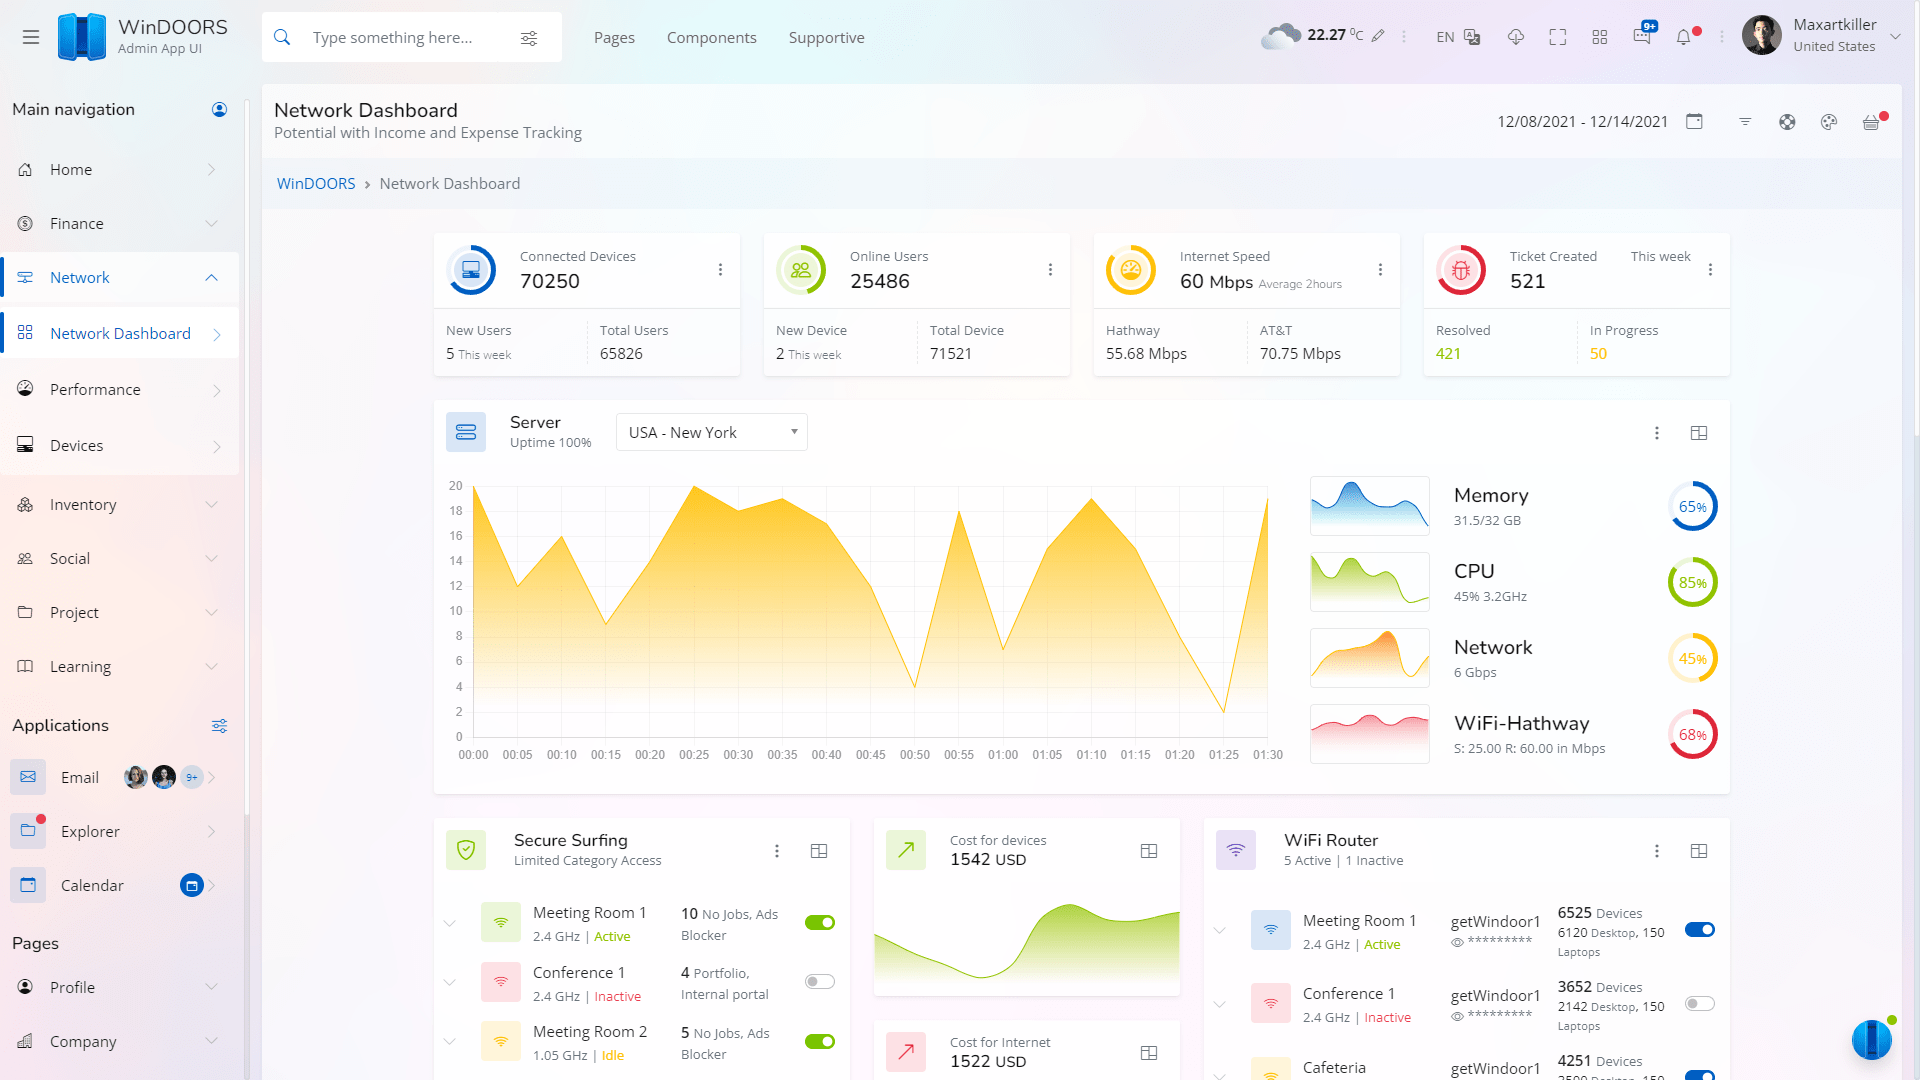 WinDOORS
Admin App UI
Type something here...
Pages
Components
Supportive
22.27 °C
EN
9+
Maxartkiller
United States
Main navigation
Home
Finance
Network
Network Dashboard
Performance
Devices
Inventory
Social
Project
Learning
Applications
Email
9+
Explorer
Calendar
Pages
Profile
Company
Network Dashboard
Potential with Income and Expense Tracking
12/08/2021 - 12/14/2021
WinDOORS > Network Dashboard
Connected Devices
70250
New Users
5 This week
Total Users
65826
Online Users
25486
New Device
2 This week
Total Device
71521
Internet Speed
60 Mbps Average 2hours
Hathway
55.68 Mbps
AT&T
70.75 Mbps
Ticket Created
This week
521
Resolved
421
In Progress
50
Server
Uptime 100%
USA - New York
20
18
16
14
12
10
8
6
4
2
0
00:00 00:05 00:10 00:15 00:20 00:25 00:30 00:35 00:40 00:45 00:50 00:55 01:00 01:05 01:10 01:15 01:20 01:25 01:30
Memory
31.5/32 GB
65%
CPU
45% 3.2GHz
85%
Network
6 Gbps
45%
WiFi-Hathway
S: 25.00 R: 60.00 in Mbps
68%
Secure Surfing
Limited Category Access
Meeting Room 1
2.4 GHz | Active
10 No Jobs, Ads
Blocker
Conference 1
2.4 GHz | Inactive
4 Portfolio,
Internal portal
Meeting Room 2
1.05 GHz | Idle
5 No Jobs, Ads
Blocker
Cost for devices
1542 USD
Cost for Internet
1522 USD
WiFi Router
5 Active | 1 Inactive
Meeting Room 1
2.4 GHz | Active
getWindoor1
*********
6525 Devices
6120 Desktop, 150
Laptops
Conference 1
2.4 GHz | Inactive
getWindoor1
*********
3652 Devices
2142 Desktop, 150
Laptops
Cafeteria
getWindoor1
4251 Devices